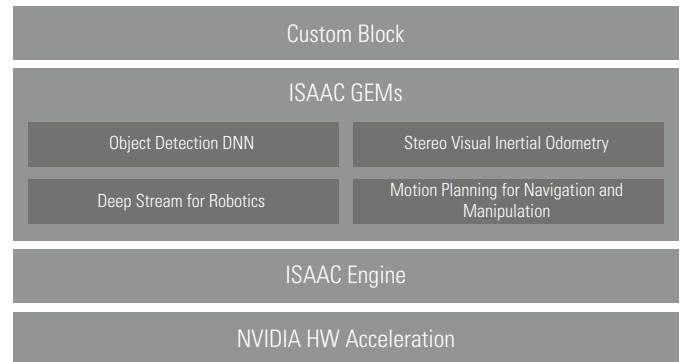 Custom Block
ISAAC GEMs
Object Detection DNN
Stereo Visual Inertial Odometry
Deep Stream for Robotics
Motion Planning for Navigation and
Manipulation
ISAAC Engine
NVIDIA HW Acceleration